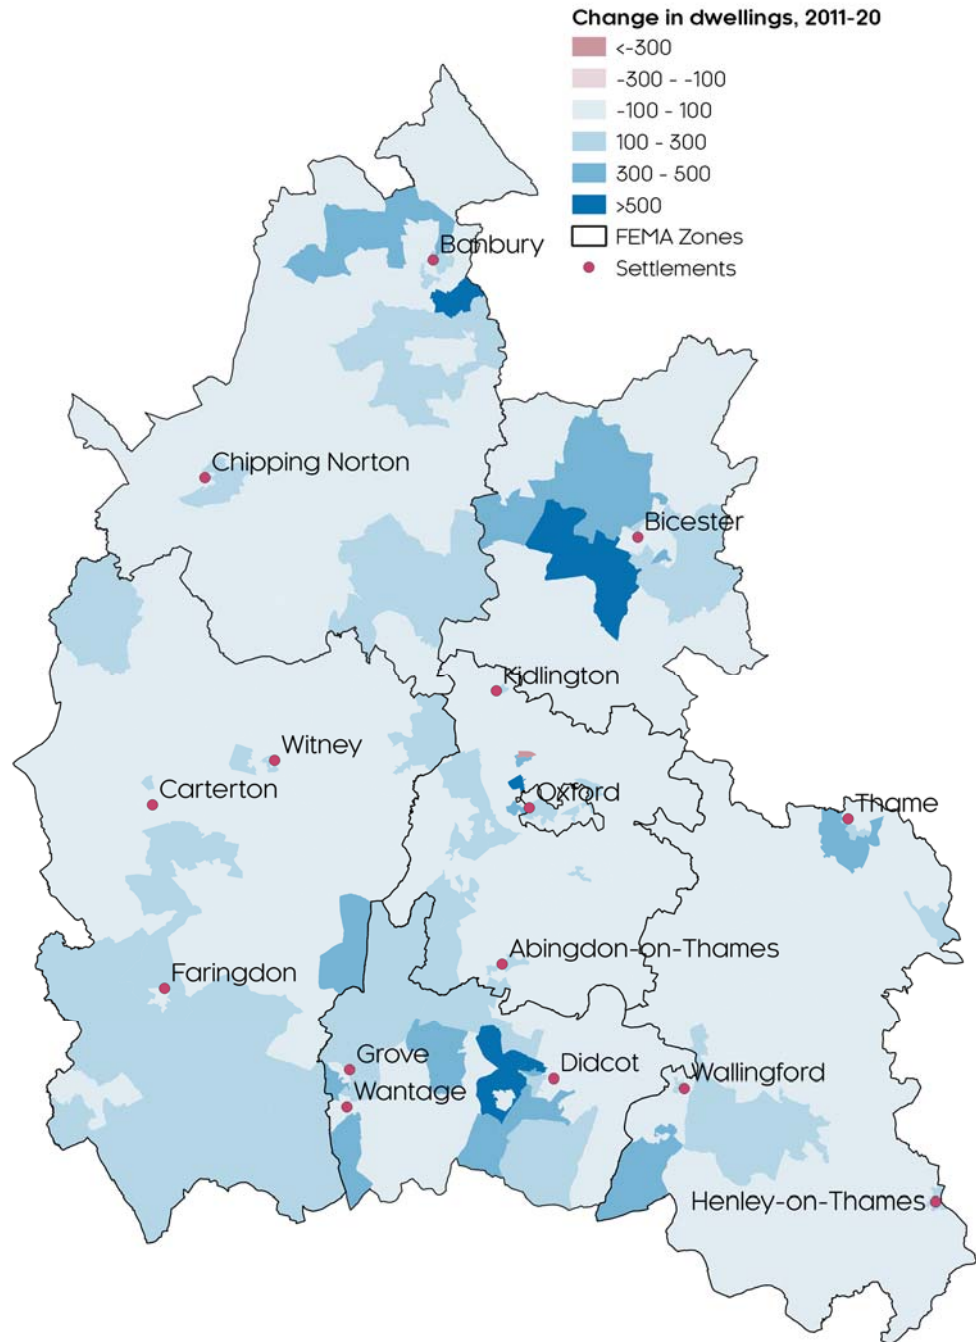 Change in dwellings, 2011-20
<-300
-300 - -100
-100 - 100
100 - 300
300 - 500
>500
FEMA Zones
Settlements
Banbury
Chipping Norton
Bicester
Kidlington
Witney
Carterton
Oxford
Thame
Abingdon-on-Thames
Faringdon
Grove
Didcot
Wantage
Wallingford
Henley-on-Thames